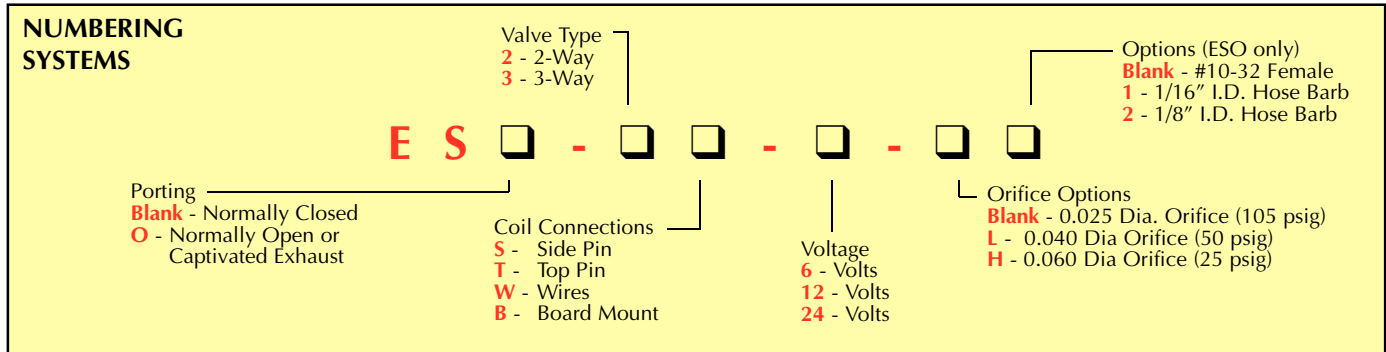 NUMBERING
SYSTEMS
Valve Type
2 - 2-Way
3 - 3-Way
Options (ESO only)
Blank - #10-32 Female
1 - 1/16″ I.D. Hose Barb
2 - 1/8″ I.D. Hose Barb
E S ❑ - ❑ ❑ - ❑ - ❑ ❑
Porting
Blank - Normally Closed
O - Normally Open or
Captivated Exhaust
Coil Connections
S - Side Pin
T - Top Pin
W - Wires
B - Board Mount
Voltage
6 - Volts
12 - Volts
24 - Volts
Orifice Options
Blank - 0.025 Dia. Orifice (105 psig)
L - 0.040 Dia Orifice (50 psig)
H - 0.060 Dia Orifice (25 psig)